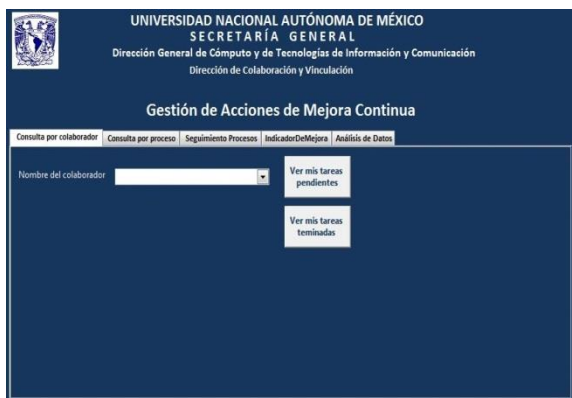 UNIVERSIDAD NACIONAL AUTÓNOMA DE MÉXICO
SECRETARÍA GENERAL
Dirección General de Cómputo y de Tecnologías de Información y Comunicación
Dirección de Colaboración y Vinculación
Gestión de Acciones de Mejora Continua
Consulta por colaborador Consulta por proceso Seguimiento Procesos IndicadorDeMejora Análisis de Datos
Nombre del colaborador
Ver mis tareas
pendientes
Ver mis tareas
teminadas